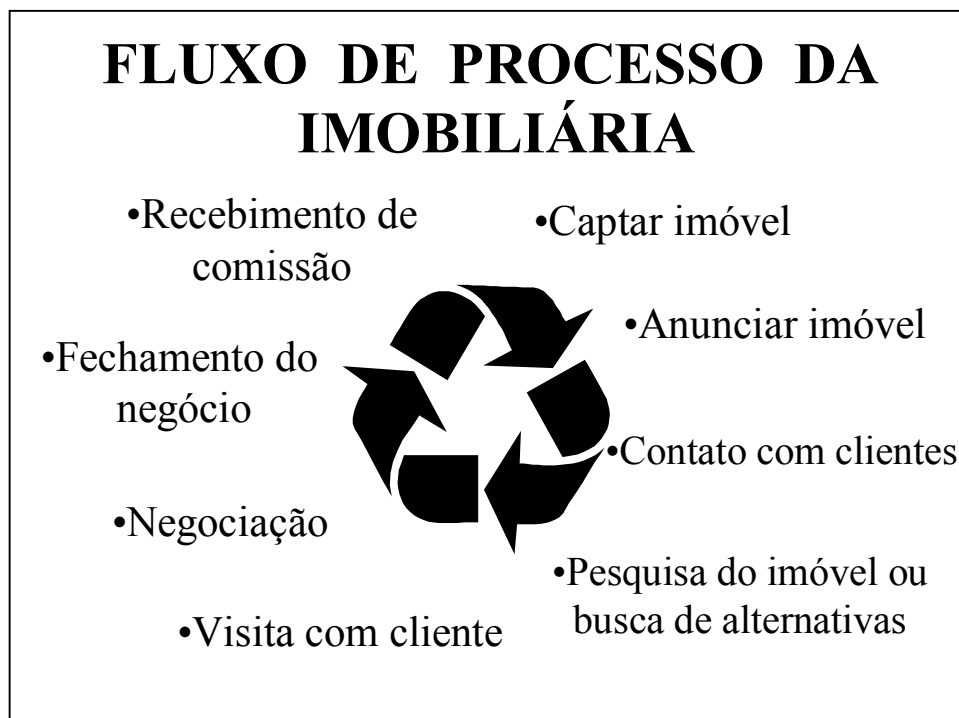 FLUXO DE PROCESSO DA
IMOBILIÁRIA
•Recebimento de
comissão
•Captar imóvel
•Anunciar imóvel
•Fechamento do
negócio
•Contato com clientes
•Negociação
•Pesquisa do imóvel ou
busca de alternativas
•Visita com cliente